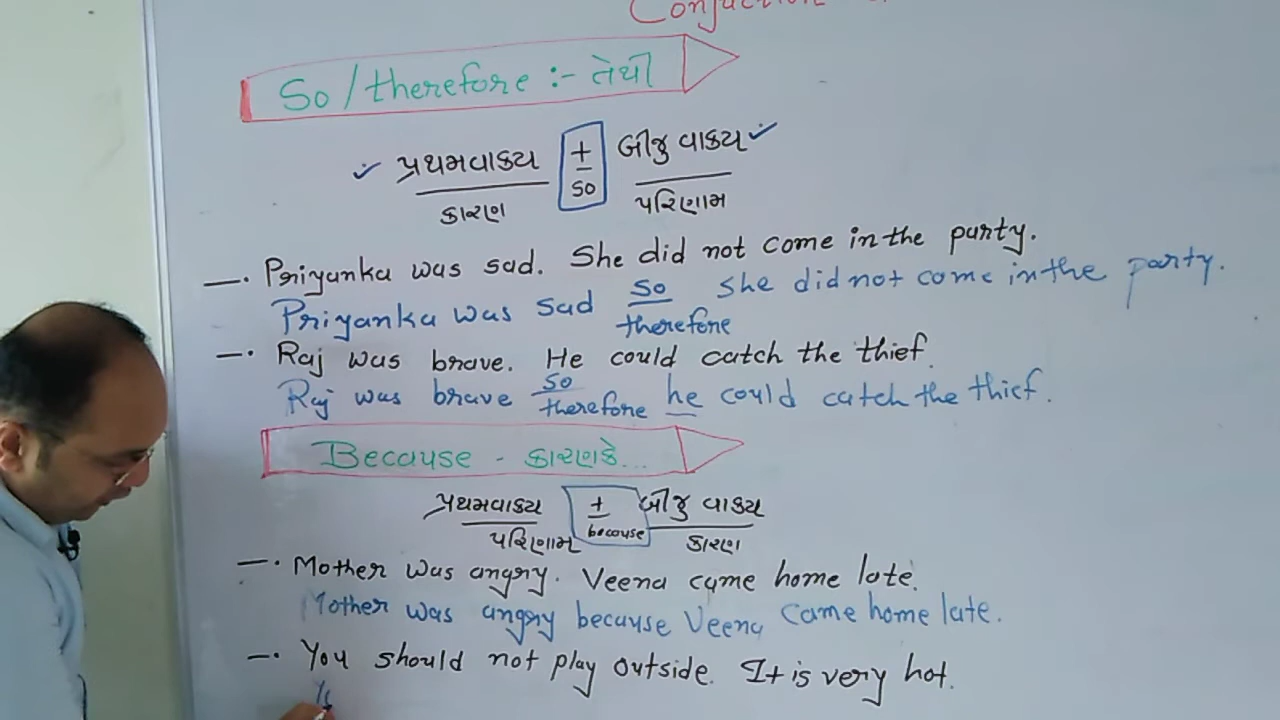 So / therefore :- તેથી
પ્રથમવાક્ય + so બીજુ વાક્ય
કારણ પરિણામ
Priyanka was sad. She did not come in the party.
Priyanka was sad so she did not come in the party.
therefore
Raj was brave. He could catch the thief.
Raj was brave so therefore he could catch the thief.
Because - કારણકે...
પ્રથમવાક્ય + because બીજુ વાક્ય
પરિણામ કારણ
Mother was angry. Veena came home late.
Mother was angry because Veena came home late.
You should not play outside. It is very hot.